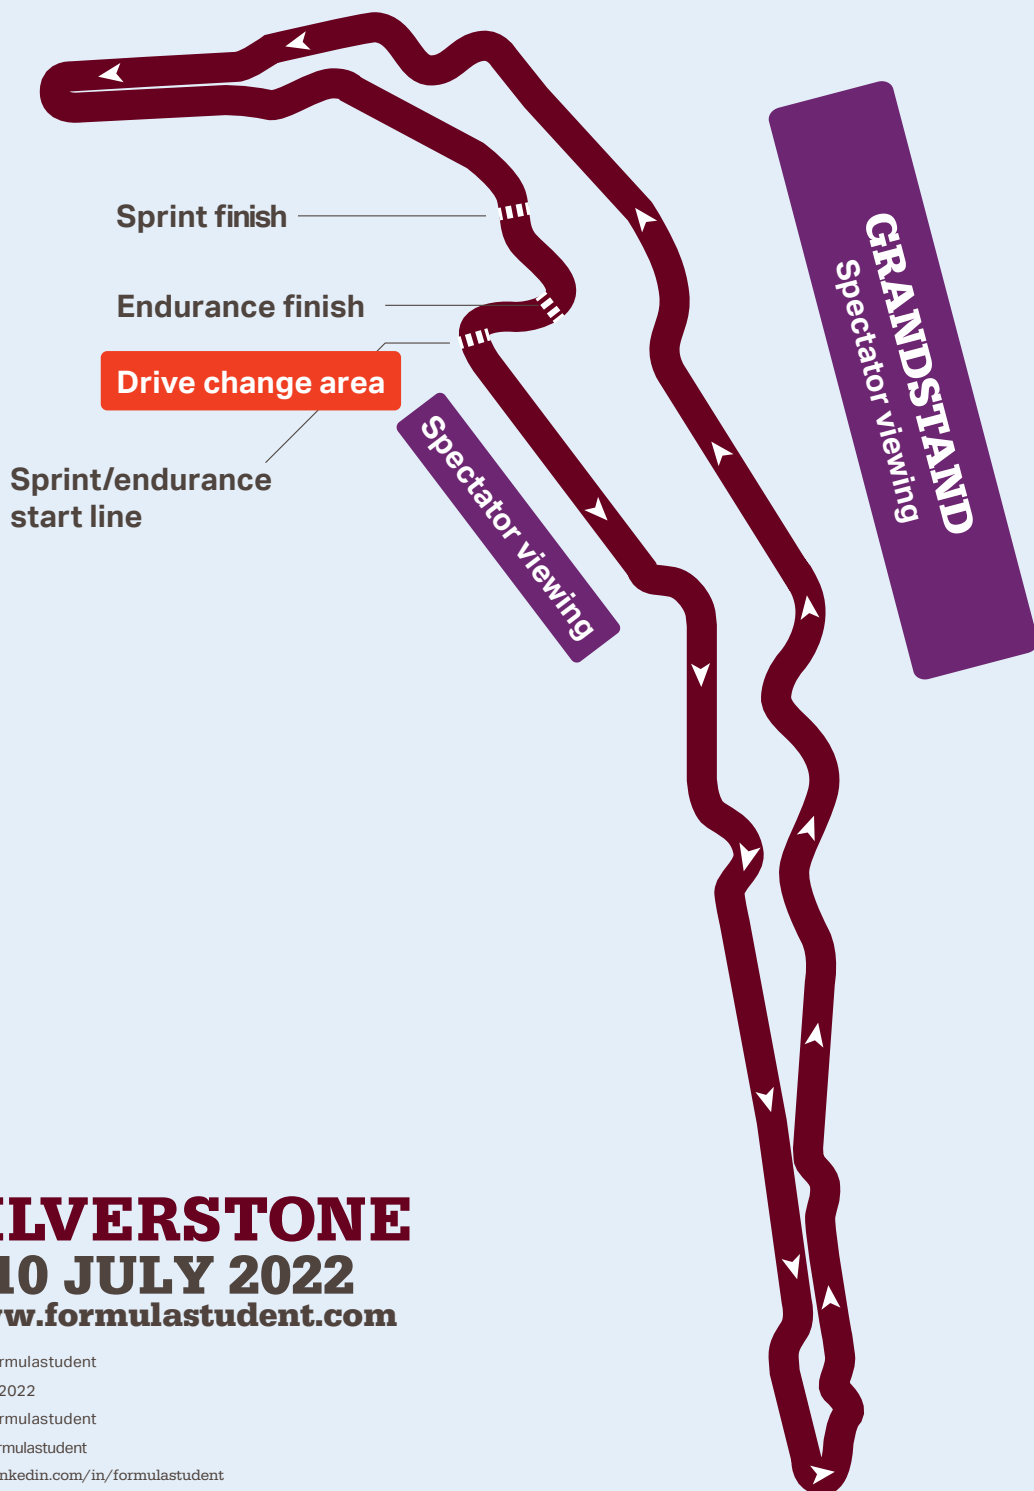 Sprint finish
Endurance finish
Drive change area
Sprint/endurance
start line
Spectator viewing
GRANDSTAND
Spectator viewing
ILVERSTONE
10 JULY 2022
w.formulastudent.com
rmulastudent
2022
rmulastudent
rmulastudent
nkedin.com/in/formulastudent